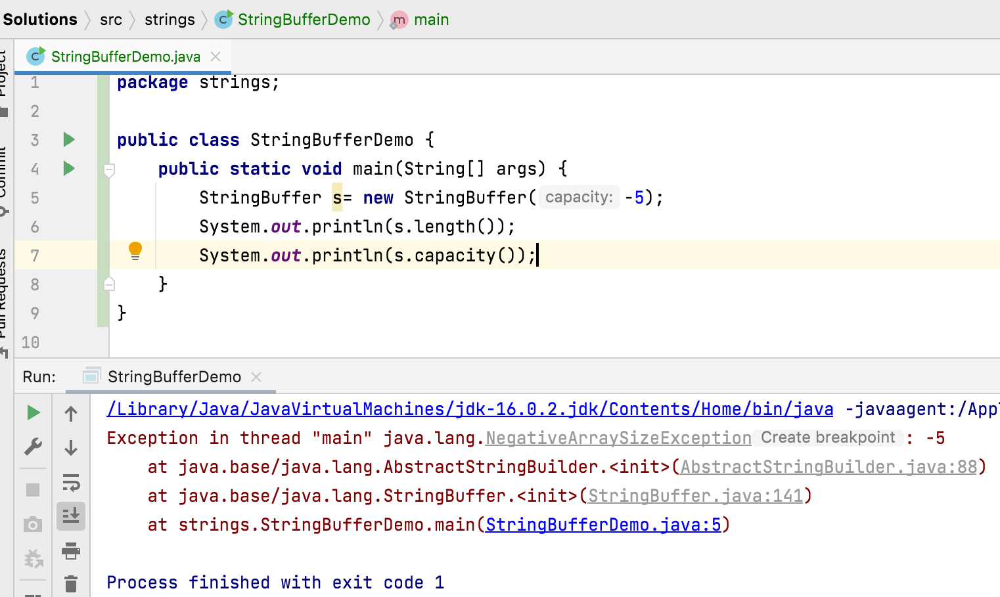 Solutions src strings StringBufferDemo main
StringBufferDemo.java
Project
Commit
Pull Requests
1 package strings;
2
3 public class StringBufferDemo {
4 public static void main(String[] args) {
5 StringBuffer s= new StringBuffer( capacity: -5);
6 System.out.println(s.length());
7 System.out.println(s.capacity());
8 }
9 }
10
Run: StringBufferDemo
/Library/Java/JavaVirtualMachines/jdk-16.0.2.jdk/Contents/Home/bin/java -javaagent:/App
Exception in thread "main" java.lang.NegativeArraySizeException Create breakpoint : -5
at java.base/java.lang.AbstractStringBuilder.<init>(AbstractStringBuilder.java:88)
at java.base/java.lang.StringBuffer.<init>(StringBuffer.java:141)
at strings.StringBufferDemo.main(StringBufferDemo.java:5)
Process finished with exit code 1